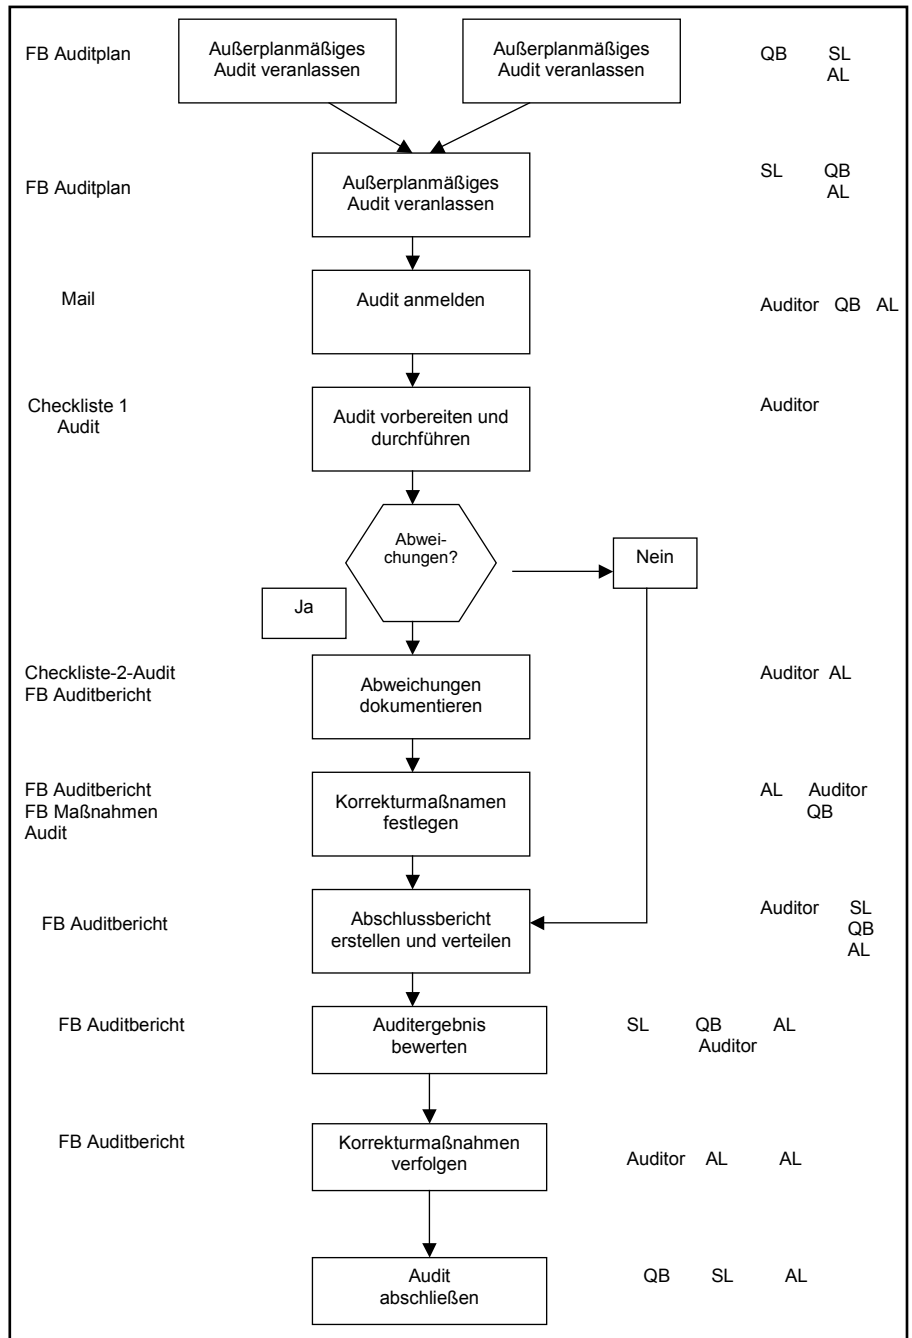 FB Auditplan
Außerplanmäßiges
Audit veranlassen
Außerplanmäßiges
Audit veranlassen
QB SL
AL
FB Auditplan
Außerplanmäßiges
Audit veranlassen
SL QB
AL
Mail
Audit anmelden
Auditor QB AL
Checkliste 1
Audit
Audit vorbereiten und
durchführen
Auditor
Abwei-
chungen?
Nein
Ja
Checkliste-2-Audit
FB Auditbericht
Abweichungen
dokumentieren
Auditor AL
FB Auditbericht
FB Maßnahmen
Audit
Korrekturmaßnamen
festlegen
AL Auditor
QB
FB Auditbericht
Abschlussbericht
erstellen und verteilen
Auditor SL
QB
AL
FB Auditbericht
Auditergebnis
bewerten
SL QB AL
Auditor
FB Auditbericht
Korrekturmaßnahmen
verfolgen
Auditor AL AL
Audit
abschließen
QB SL AL